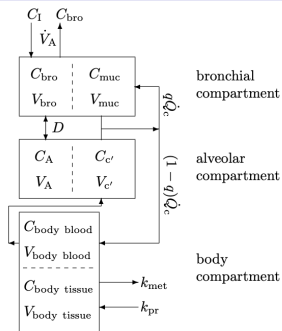 C_I C_bro
V̇_A
C_bro C_muc
V_bro V_muc
bronchial
compartment
qQ̇_c
D
C_A C_c′
V_A V_c′
alveolar
compartment
(1 − q)Q̇_c
C_body blood
V_body blood
C_body tissue
V_body tissue
body
compartment
k_met
k_pr